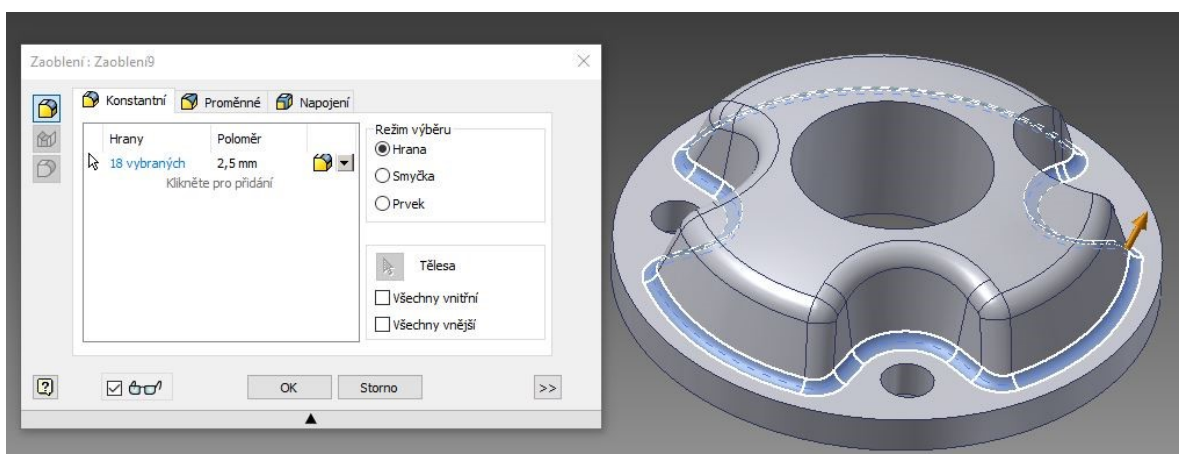 Zaoblení : Zaoblení9
Konstantní Proměnné Napojení
Hrany Poloměr
18 vybraných 2,5 mm
Klikněte pro přidání
Režim výběru
Hrana
Smyčka
Prvek
Tělesa
Všechny vnitřní
Všechny vnější
OK Storno >>